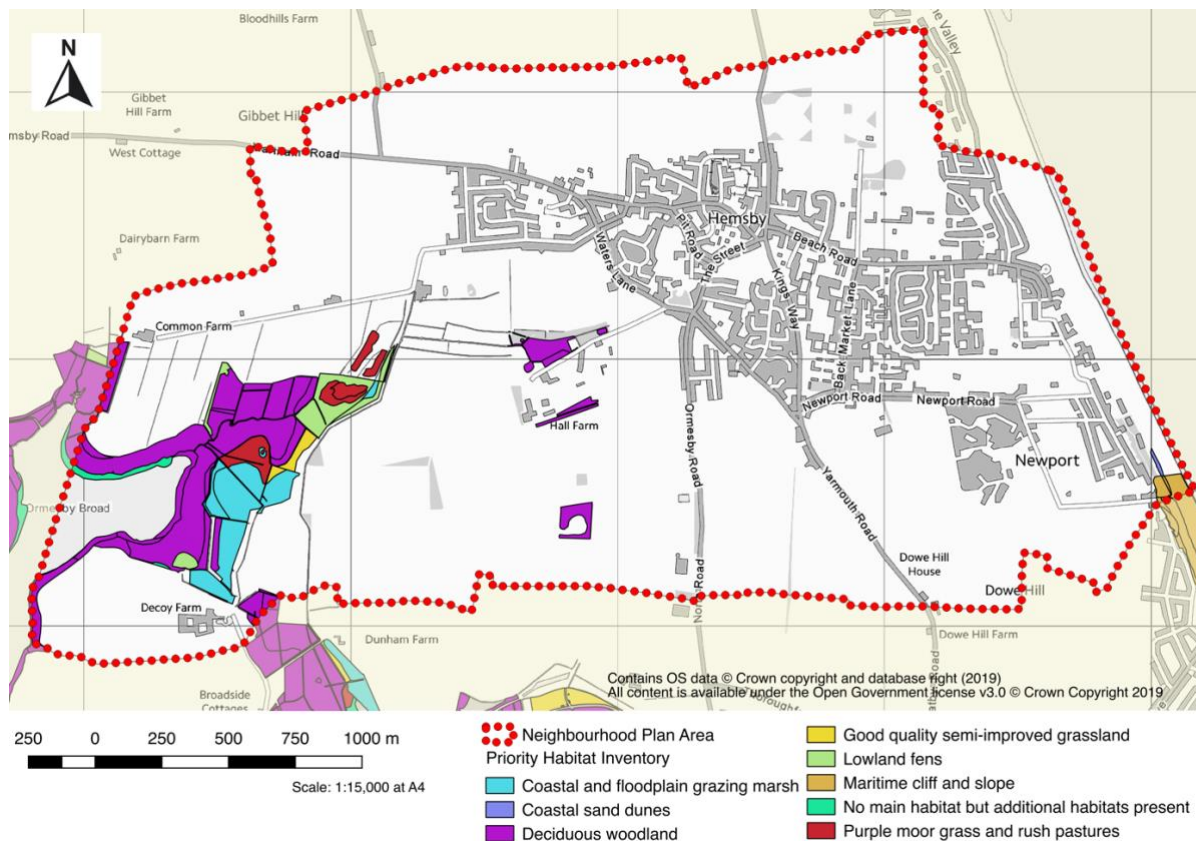 Bloodhills Farm
The Valley
N
Gibbet
Hill Farm
Gibbet Hill
msby Road
West Cottage
Road
Hemsby
Pit Road
The Street
Beach Road
Waters Lane
Kings Way
Back Market Lane
Dairybarn Farm
Common Farm
Hall Farm
Newport Road
Newport Road
Newport
Ormesby Road
Yarmouth Road
Ormesby Broad
Dowe Hill
House
Dowe Hill
Decoy Farm
North Road
Dunham Farm
Dowe Hill Farm
Broadside
Cottages
Contains OS data © Crown copyright and database right (2019)
All content is available under the Open Government license v3.0 © Crown Copyright 2019
250 0 250 500 750 1000 m
Scale: 1:15,000 at A4
Neighbourhood Plan Area
Priority Habitat Inventory
Coastal and floodplain grazing marsh
Coastal sand dunes
Deciduous woodland
Good quality semi-improved grassland
Lowland fens
Maritime cliff and slope
No main habitat but additional habitats present
Purple moor grass and rush pastures